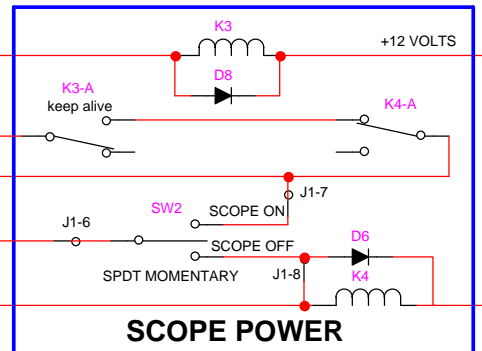 K3
+12 VOLTS
D8
K3-A
keep alive
K4-A
J1-7
SW2
SCOPE ON
J1-6
SCOPE OFF
D6
SPDT MOMENTARY
J1-8
K4
SCOPE POWER